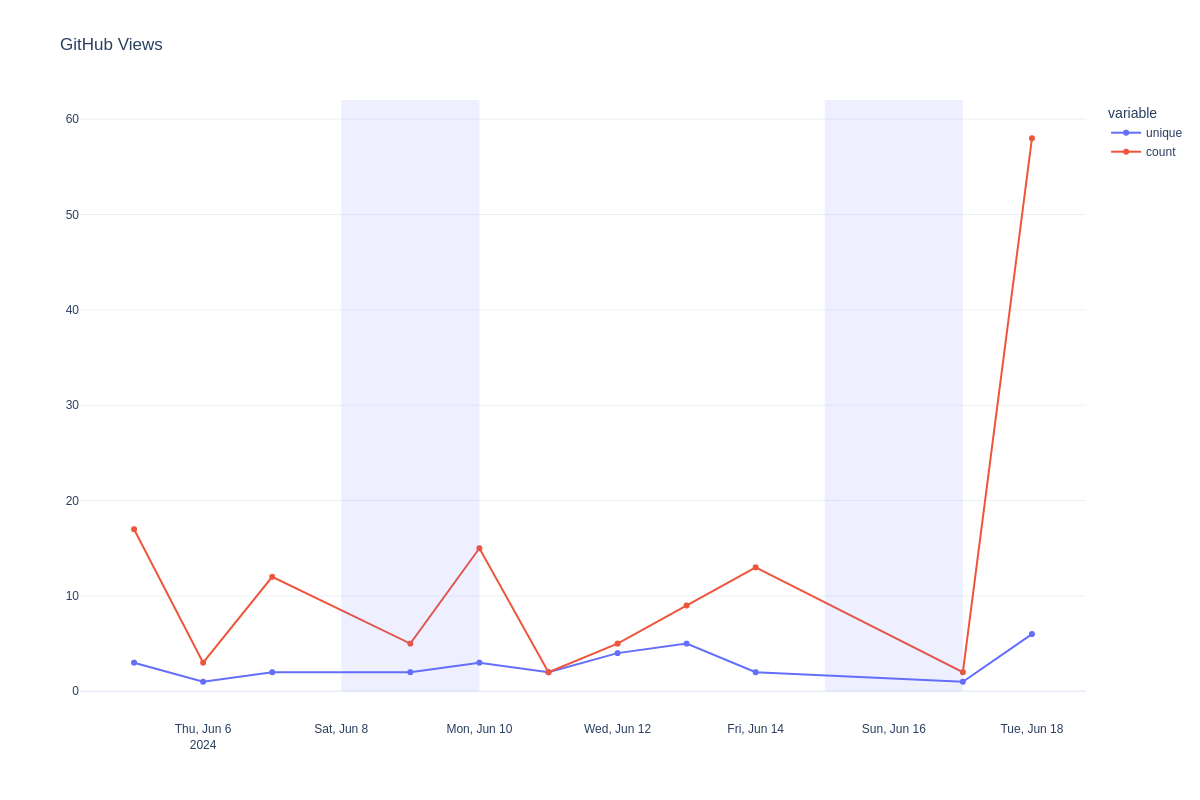 GitHub Views
variable
unique
count
60
50
40
30
20
10
0
Thu, Jun 6
2024
Sat, Jun 8
Mon, Jun 10
Wed, Jun 12
Fri, Jun 14
Sun, Jun 16
Tue, Jun 18